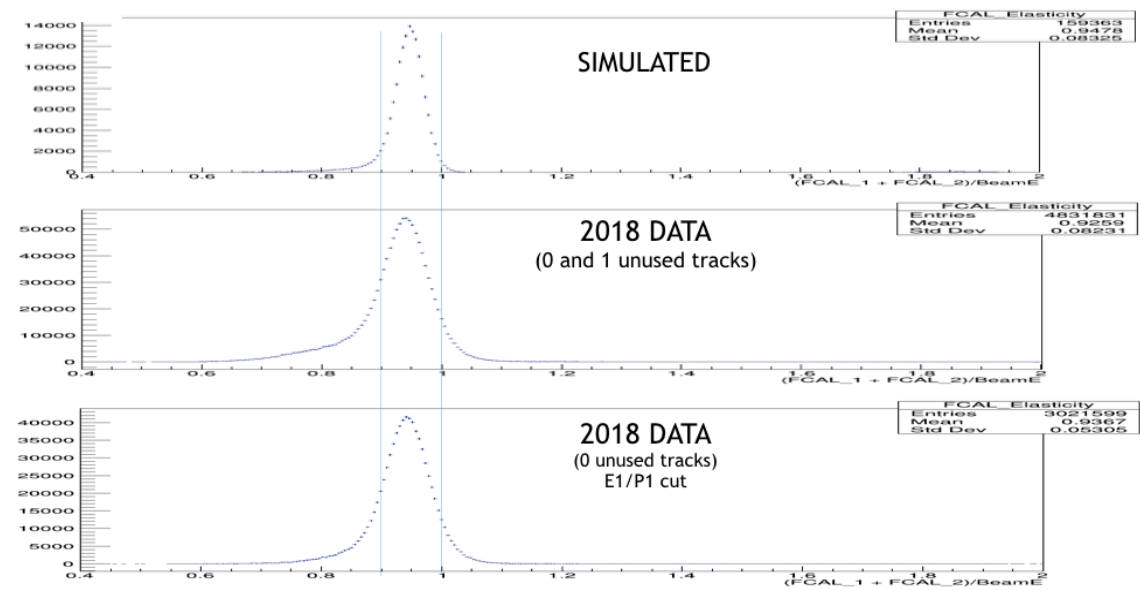 FCAL_Elasticity
Entries 159363
Mean 0.9478
Std Dev 0.08325
SIMULATED
14000
12000
10000
8000
6000
4000
2000
0
0.4 0.6 0.8 1 1.2 1.4 1.6 1.8 2
(FCAL_1 + FCAL_2)/BeamE
FCAL_Elasticity
Entries 4831831
Mean 0.9259
Std Dev 0.08231
2018 DATA
(0 and 1 unused tracks)
50000
40000
30000
20000
10000
0
0.4 0.6 0.8 1 1.2 1.4 1.6 1.8 2
(FCAL_1 + FCAL_2)/BeamE
FCAL_Elasticity
Entries 3021599
Mean 0.9367
Std Dev 0.05305
2018 DATA
(0 unused tracks)
E1/P1 cut
40000
35000
30000
25000
20000
15000
10000
5000
0
0.4 0.6 0.8 1 1.2 1.4 1.6 1.8 2
(FCAL_1 + FCAL_2)/BeamE